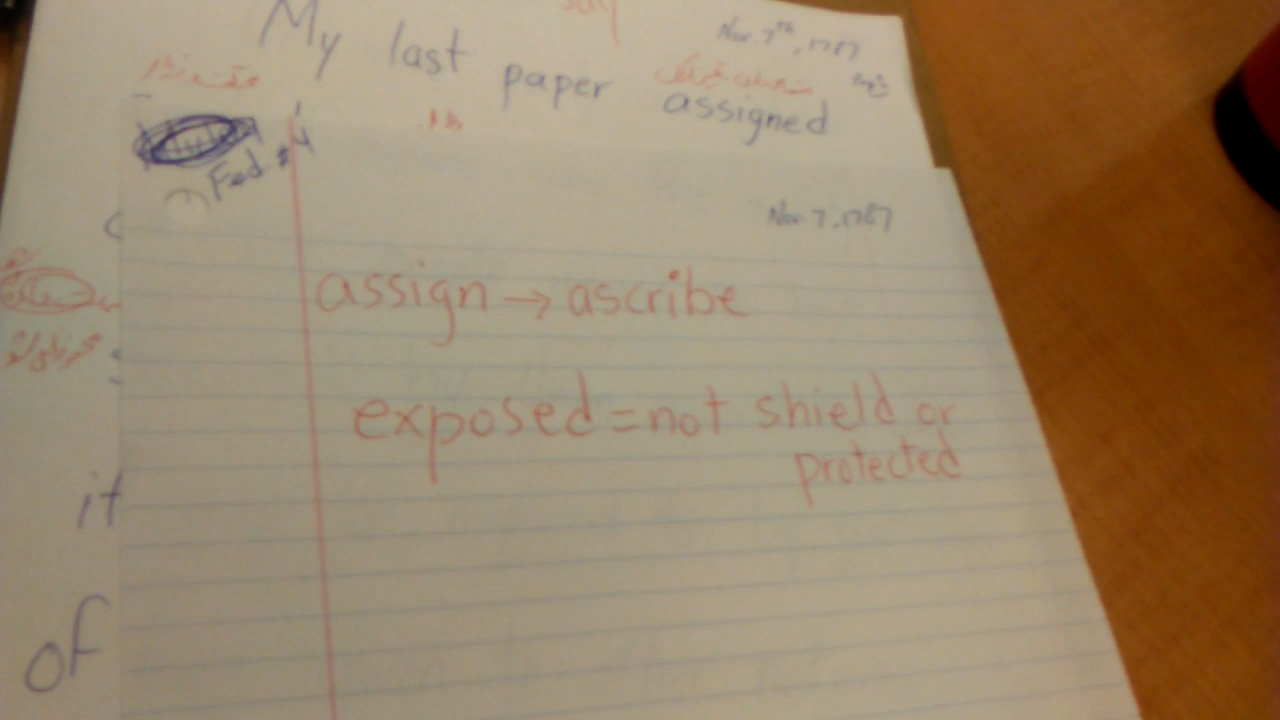 My last paper assigned
Nov. 7th, 1787
Fed #4
Nov 7, 1787
assign → ascribe
exposed = not shield or
protected
it
of